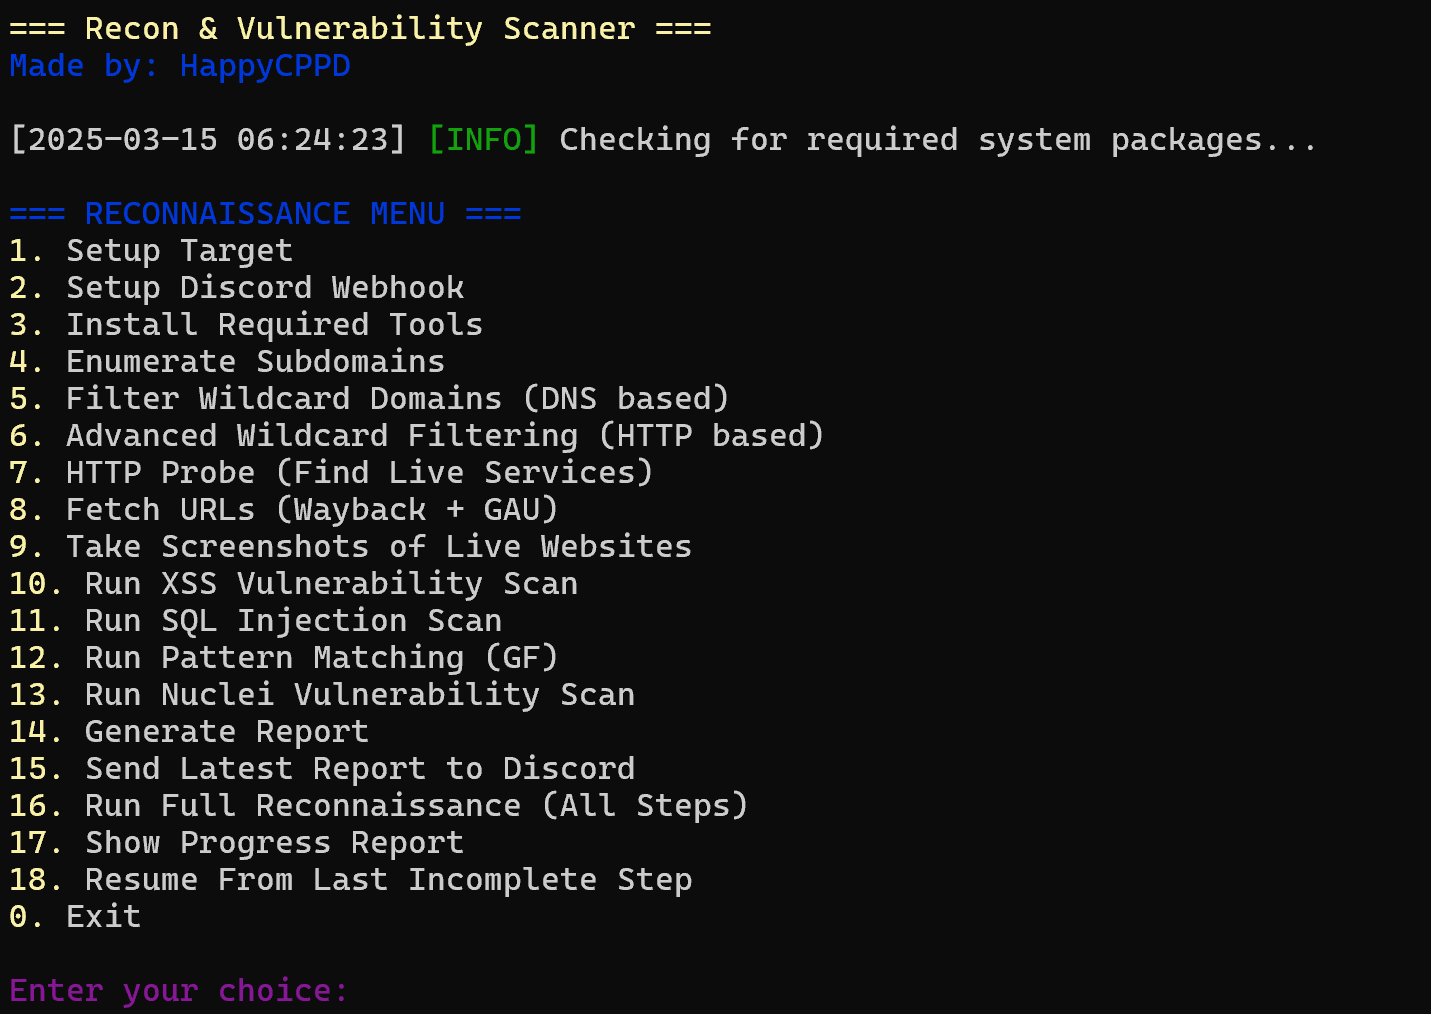 === Recon & Vulnerability Scanner ===
Made by: HappyCPPD
[2025-03-15 06:24:23] [INFO] Checking for required system packages...
=== RECONNAISSANCE MENU ===
1. Setup Target
2. Setup Discord Webhook
3. Install Required Tools
4. Enumerate Subdomains
5. Filter Wildcard Domains (DNS based)
6. Advanced Wildcard Filtering (HTTP based)
7. HTTP Probe (Find Live Services)
8. Fetch URLs (Wayback + GAU)
9. Take Screenshots of Live Websites
10. Run XSS Vulnerability Scan
11. Run SQL Injection Scan
12. Run Pattern Matching (GF)
13. Run Nuclei Vulnerability Scan
14. Generate Report
15. Send Latest Report to Discord
16. Run Full Reconnaissance (All Steps)
17. Show Progress Report
18. Resume From Last Incomplete Step
0. Exit
Enter your choice: